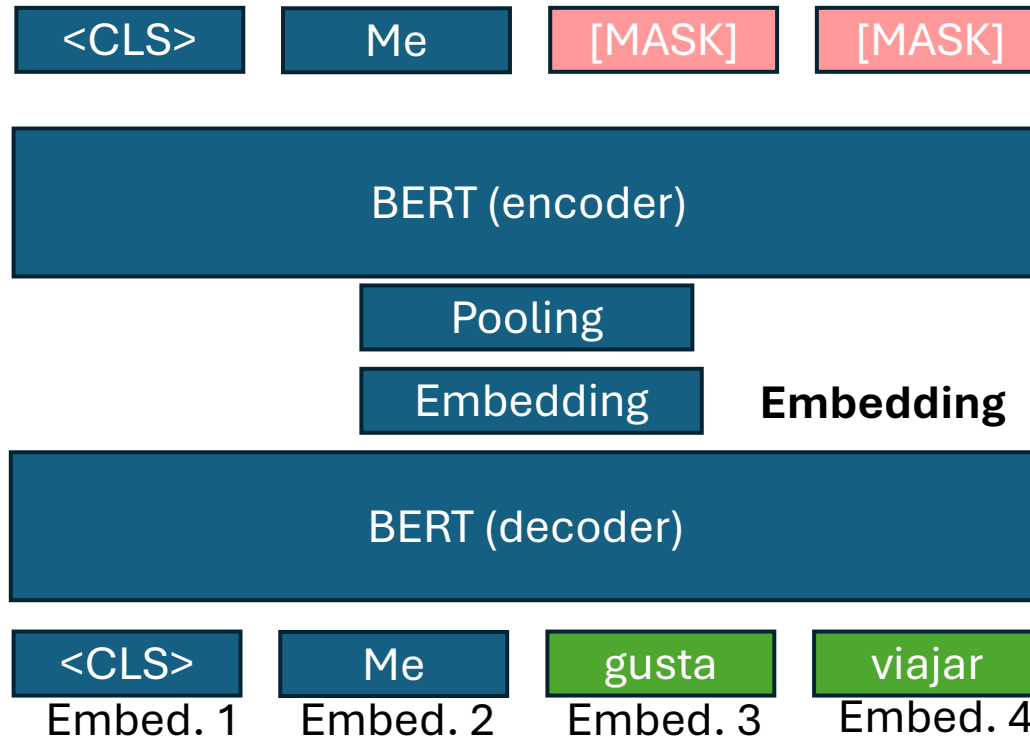 <CLS> Me [MASK] [MASK]
BERT (encoder)
Pooling
Embedding Embedding
BERT (decoder)
<CLS> Me gusta viajar
Embed. 1 Embed. 2 Embed. 3 Embed. 4